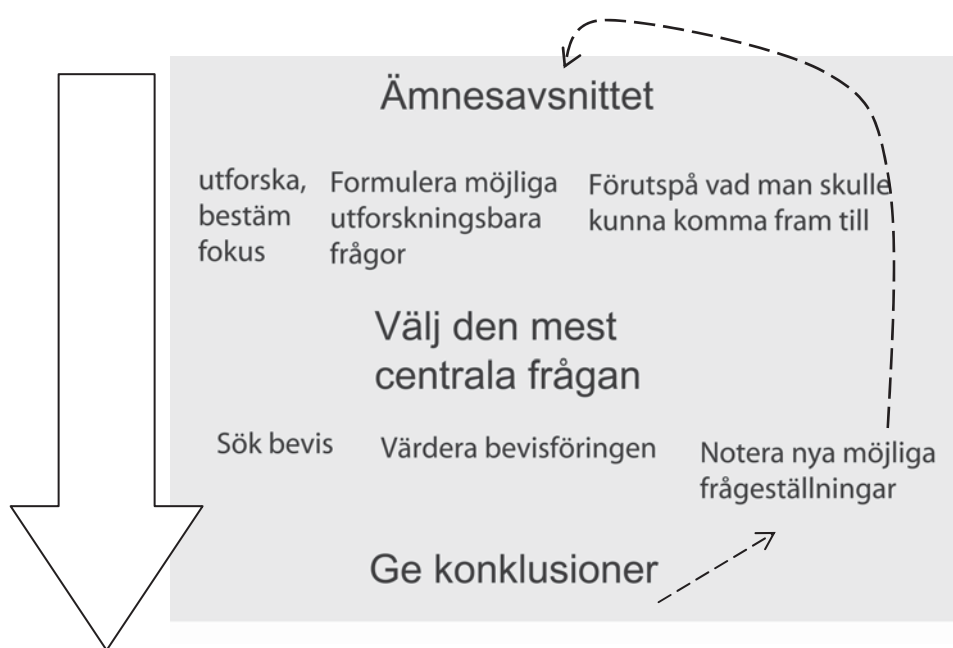 Ämnesavsnittet
utforska,
bestäm
fokus
Formulera möjliga
utforskningsbara
frågor
Förutspå vad man skulle
kunna komma fram till
Välj den mest
centrala frågan
Sök bevis
Värdera bevisföringen
Notera nya möjliga
frågeställningar
Ge konklusioner